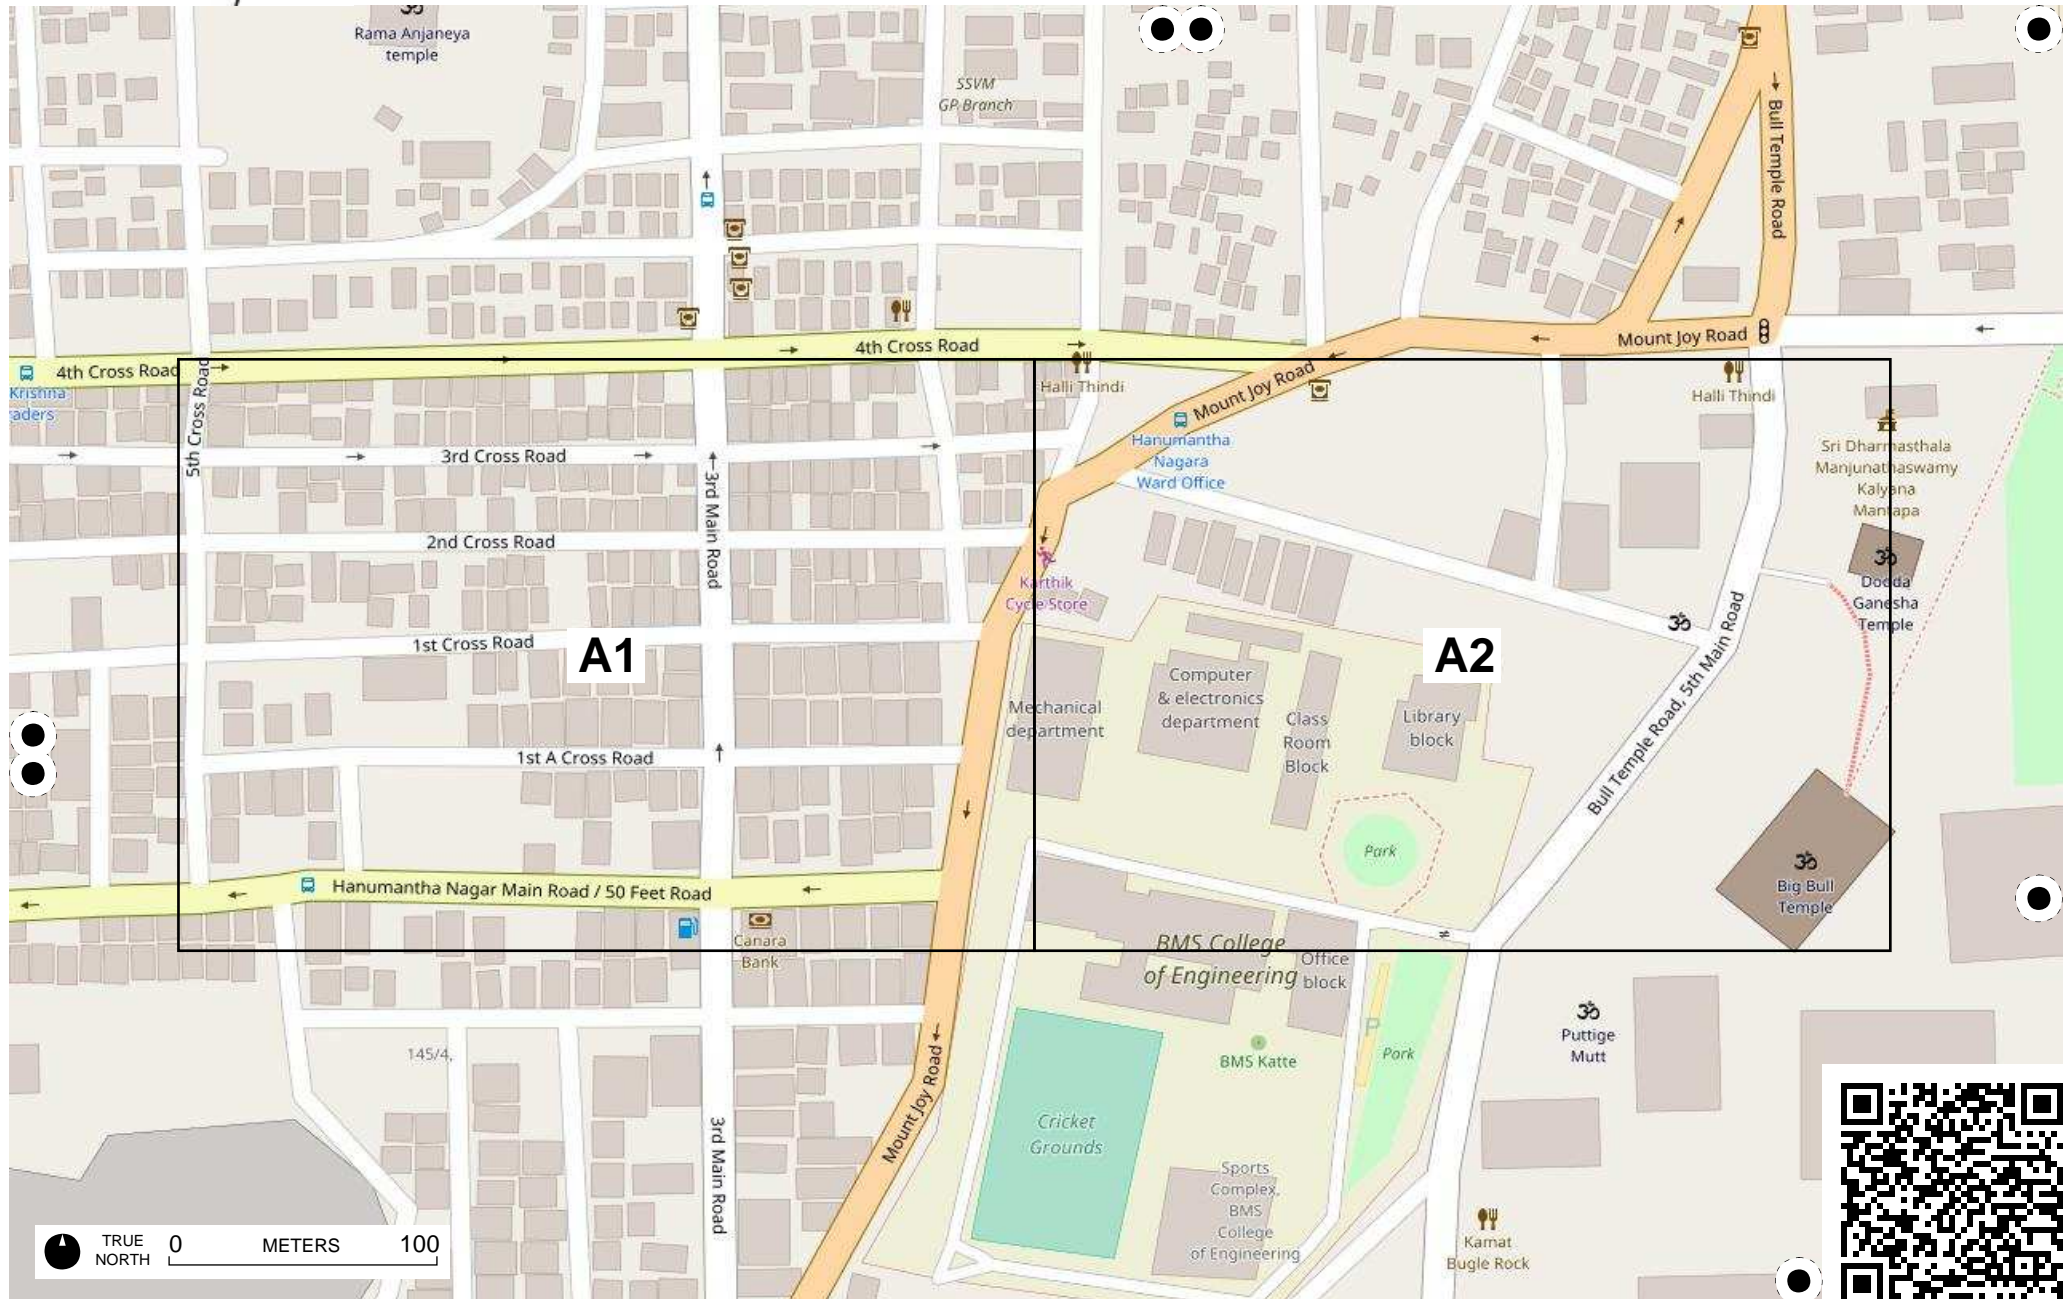 Rama Anjaneya
temple
SSVM
GP Branch
Bull Temple Road
4th Cross Road
Mount Joy Road
4th Cross Road
Krishna
aders
5th Cross Road
Halli Thindi
Mount Joy Road
Halli Thindi
3rd Cross Road
Hanumantha
Nagara
Ward Office
Sri Dharmasthala
Manjunathaswamy
Kalyana
Mantapa
3rd Main Road
2nd Cross Road
Karthik
Cycle Store
Dodda
Ganesha
Temple
1st Cross Road
A1
A2
Bull Temple Road, 5th Main Road
Mechanical
department
Computer
& electronics
department
Class
Room
Block
Library
block
1st A Cross Road
Park
Hanumantha Nagar Main Road / 50 Feet Road
Big Bull
Temple
Canara
Bank
BMS College
of Engineering
Office
block
145/4,
Mount Joy Road
P
BMS Katte
Park
Puttige
Mutt
Cricket
Grounds
3rd Main Road
Sports
Complex,
BMS
College
of Engineering
Kamat
Bugle Rock
TRUE
NORTH
0 METERS 100